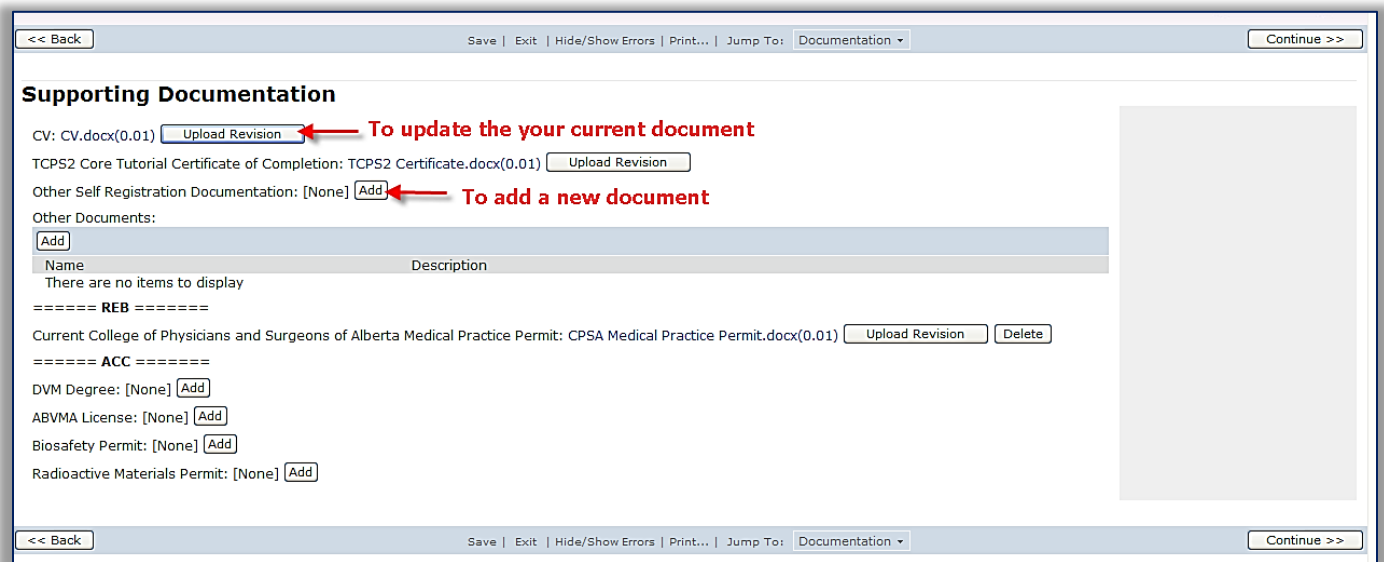 << Back Save | Exit | Hide/Show Errors | Print... | Jump To: Documentation Continue >>
Supporting Documentation
CV: CV.docx(0.01) Upload Revision To update the your current document
TCPS2 Core Tutorial Certificate of Completion: TCPS2 Certificate.docx(0.01) Upload Revision
Other Self Registration Documentation: [None] Add To add a new document
Other Documents:
Add
Name Description
There are no items to display
====== REB =======
Current College of Physicians and Surgeons of Alberta Medical Practice Permit: CPSA Medical Practice Permit.docx(0.01) Upload Revision Delete
====== ACC =======
DVM Degree: [None] Add
ABVMA License: [None] Add
Biosafety Permit: [None] Add
Radioactive Materials Permit: [None] Add
<< Back Save | Exit | Hide/Show Errors | Print... | Jump To: Documentation Continue >>